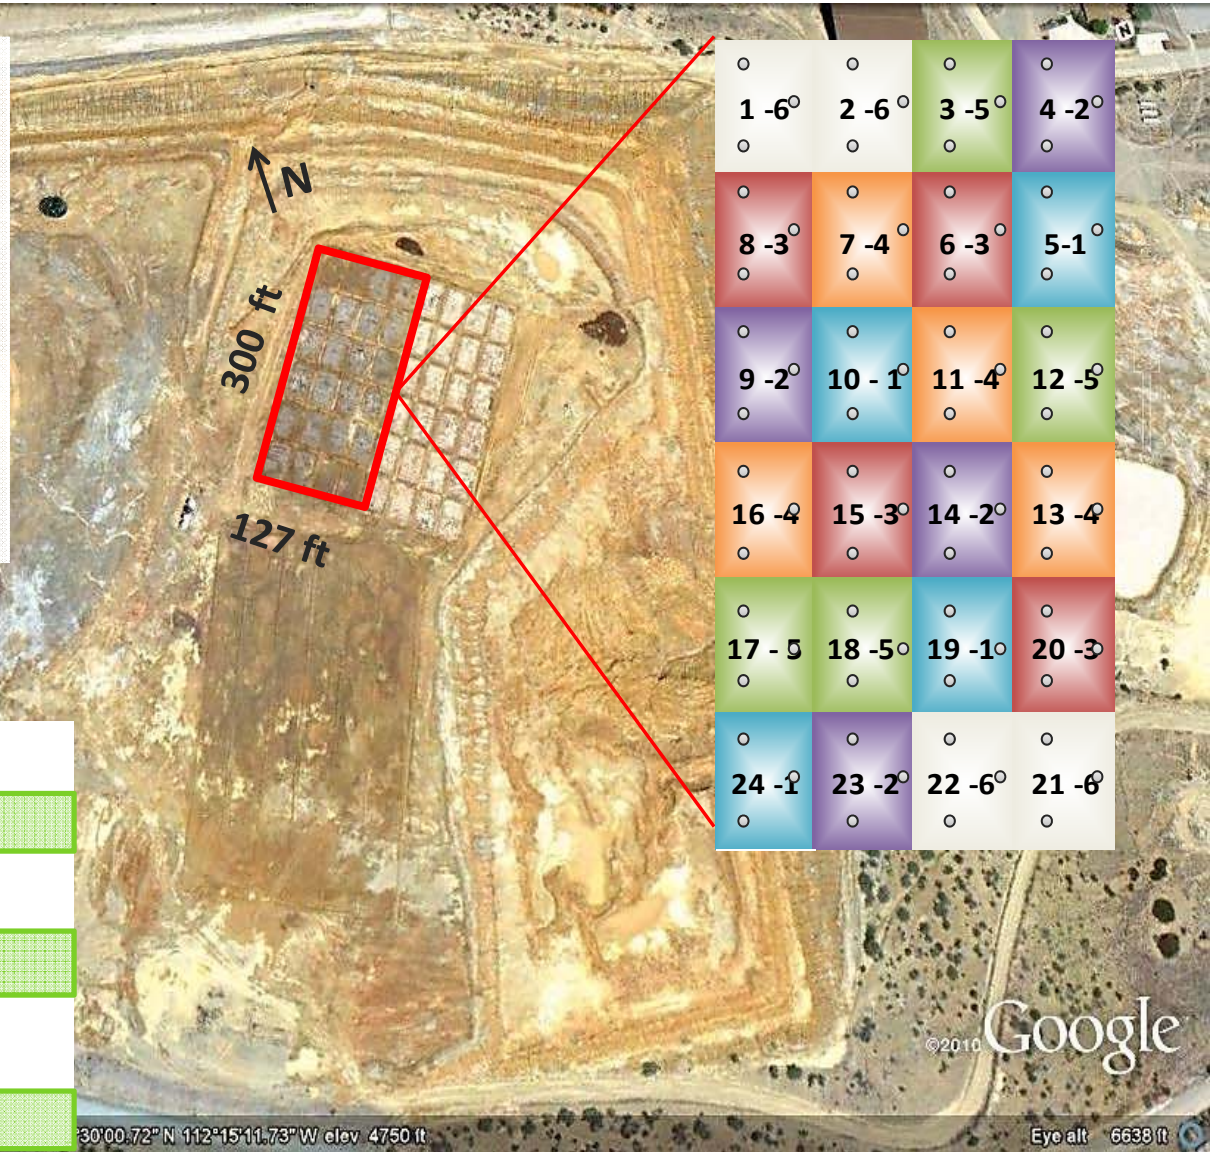 N
N
300 ft
127 ft
1 -6 2 -6 3 -5 4 -2
8 -3 7 -4 6 -3 5-1
9 -2 10 - 1 11 -4 12 -5
16 -4 15 -3 14 -2 13 -4
17 - 5 18 -5 19 -1 20 -3
24 -1 23 -2 22 -6 21 -6
©2010 Google
°30'00.72" N 112°15'11.73" W elev 4750 ft
Eye alt 6638 ft